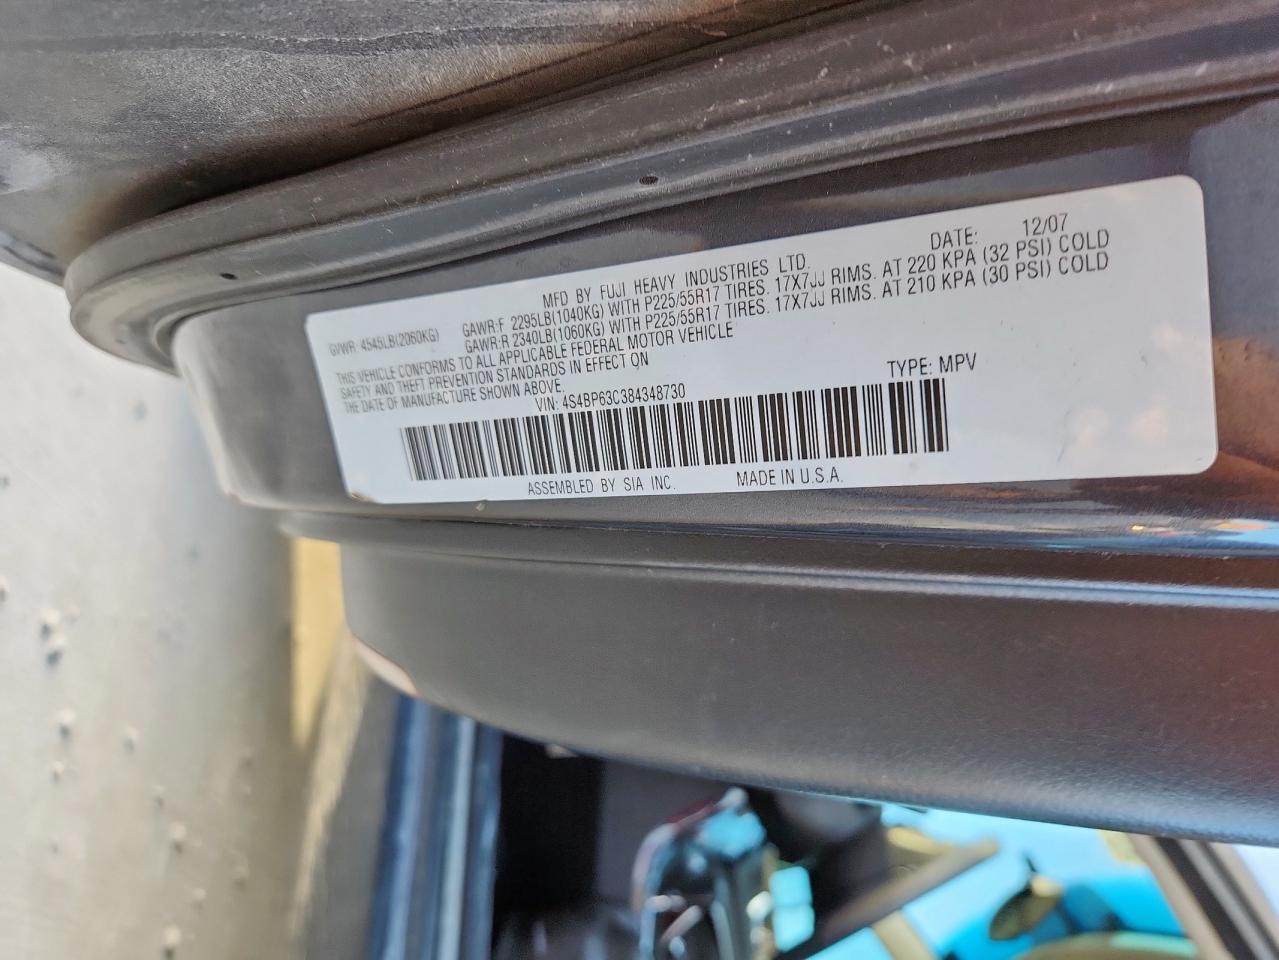 MFD BY FUJI HEAVY INDUSTRIES LTD. DATE: 12/07
GVWR: 4545LB(2060KG) GAWR:F 2295LB(1040KG) WITH P225/55R17 TIRES. 17X7JJ RIMS. AT 220 KPA (32 PSI) COLD
GAWR:R 2340LB(1060KG) WITH P225/55R17 TIRES. 17X7JJ RIMS. AT 210 KPA (30 PSI) COLD
THIS VEHICLE CONFORMS TO ALL APPLICABLE FEDERAL MOTOR VEHICLE
SAFETY AND THEFT PREVENTION STANDARDS IN EFFECT ON
THE DATE OF MANUFACTURE SHOWN ABOVE.
VIN: 4S4BP63C384348730 TYPE: MPV
ASSEMBLED BY SIA INC. MADE IN U.S.A.